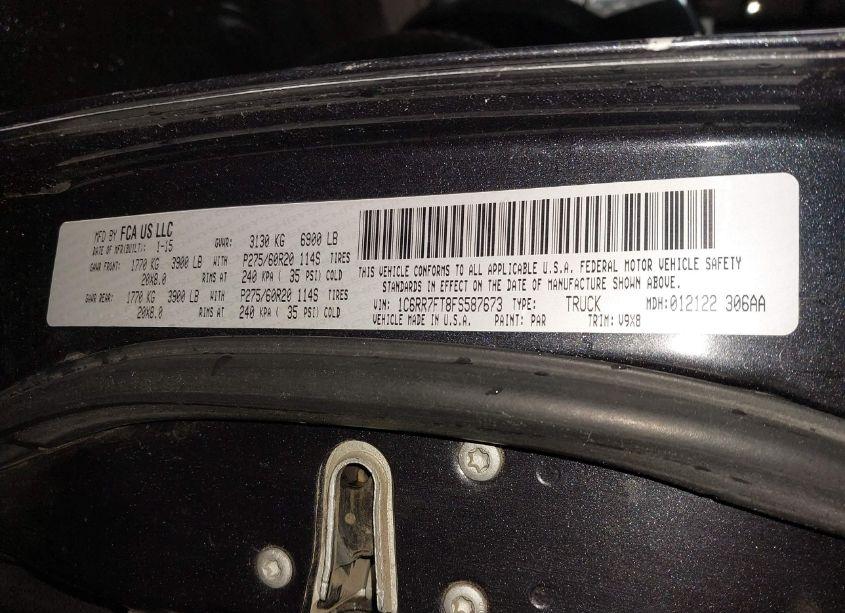 MFD BY FCA US LLC
DATE OF MFR(BUILT): 1-15 GVWR: 3130 KG 6900 LB
GAWR FRONT: 1770 KG 3900 LB WITH P275/60R20 114S TIRES
20X8.0 RIMS AT 240 KPA ( 35 PSI) COLD
GAWR REAR: 1770 KG 3900 LB WITH P275/60R20 114S TIRES
20X8.0 RIMS AT 240 KPA ( 35 PSI) COLD
THIS VEHICLE CONFORMS TO ALL APPLICABLE U.S.A. FEDERAL MOTOR VEHICLE SAFETY
STANDARDS IN EFFECT ON THE DATE OF MANUFACTURE SHOWN ABOVE.
VIN: 1C6RR7FT8FS587673 TYPE: TRUCK MDH:012122 306AA
VEHICLE MADE IN U.S.A. PAINT: PAR TRIM: V9X8